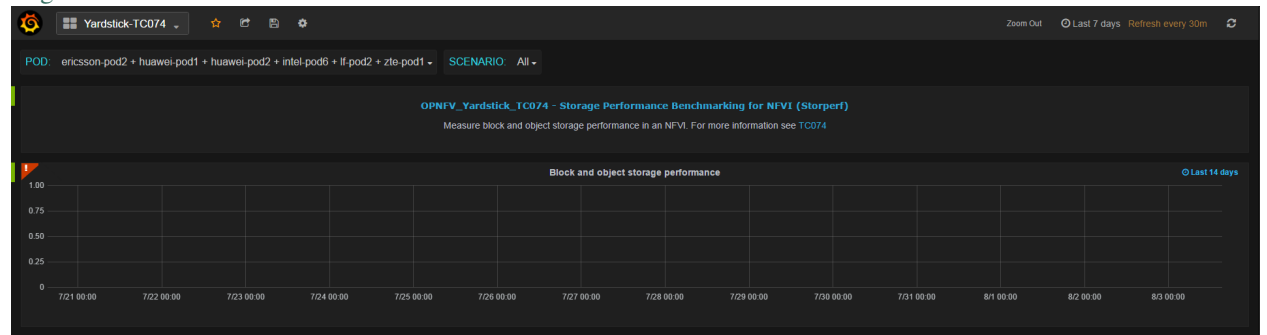 Yardstick-TC074
Zoom Out
Last 7 days Refresh every 30m
POD: ericsson-pod2 + huawei-pod1 + huawei-pod2 + intel-pod6 + lf-pod2 + zte-pod1
SCENARIO: All
OPNFV_Yardstick_TC074 - Storage Performance Benchmarking for NFVI (Storperf)
Measure block and object storage performance in an NFVI. For more information see TC074
!
Block and object storage performance
Last 14 days
1.00
0.75
0.50
0.25
0
7/21 00:00 7/22 00:00 7/23 00:00 7/24 00:00 7/25 00:00 7/26 00:00 7/27 00:00 7/28 00:00 7/29 00:00 7/30 00:00 7/31 00:00 8/1 00:00 8/2 00:00 8/3 00:00